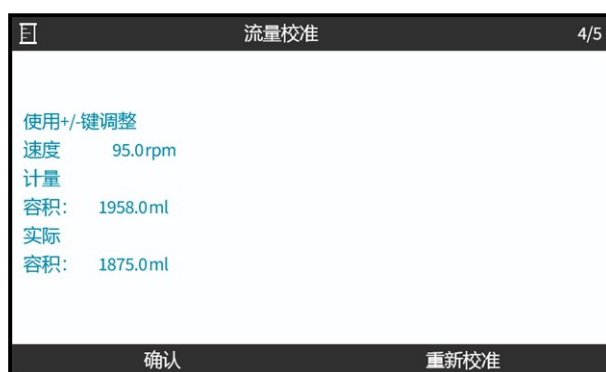 流量校准 4/5
使用+/-键调整
速度 95.0rpm
计量
容积： 1958.0ml
实际
容积： 1875.0ml
确认 重新校准